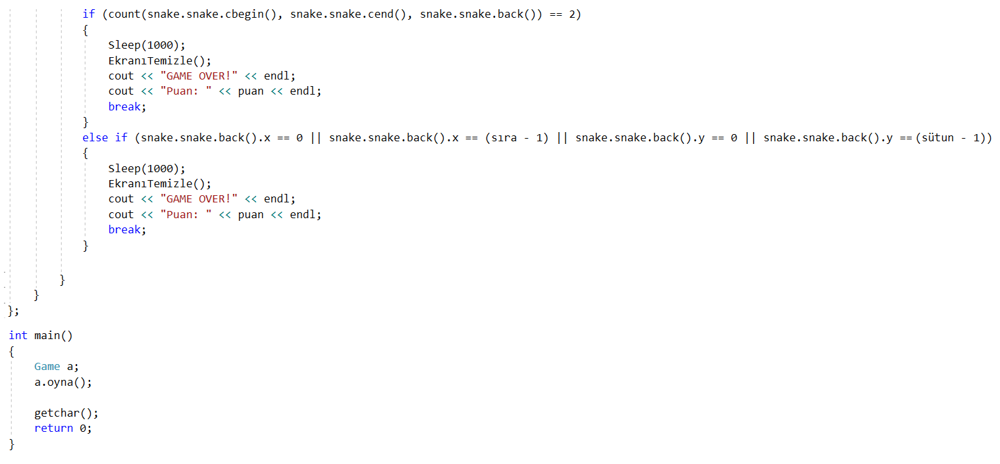 if (count(snake.snake.cbegin(), snake.snake.cend(), snake.snake.back()) == 2)
{
Sleep(1000);
EkranıTemizle();
cout << "GAME OVER!" << endl;
cout << "Puan: " << puan << endl;
break;
}
else if (snake.snake.back().x == 0 || snake.snake.back().x == (sıra - 1) || snake.snake.back().y == 0 || snake.snake.back().y == (sütun - 1))
{
Sleep(1000);
EkranıTemizle();
cout << "GAME OVER!" << endl;
cout << "Puan: " << puan << endl;
break;
}
}
}
};
int main()
{
Game a;
a.oyna();
getchar();
return 0;
}